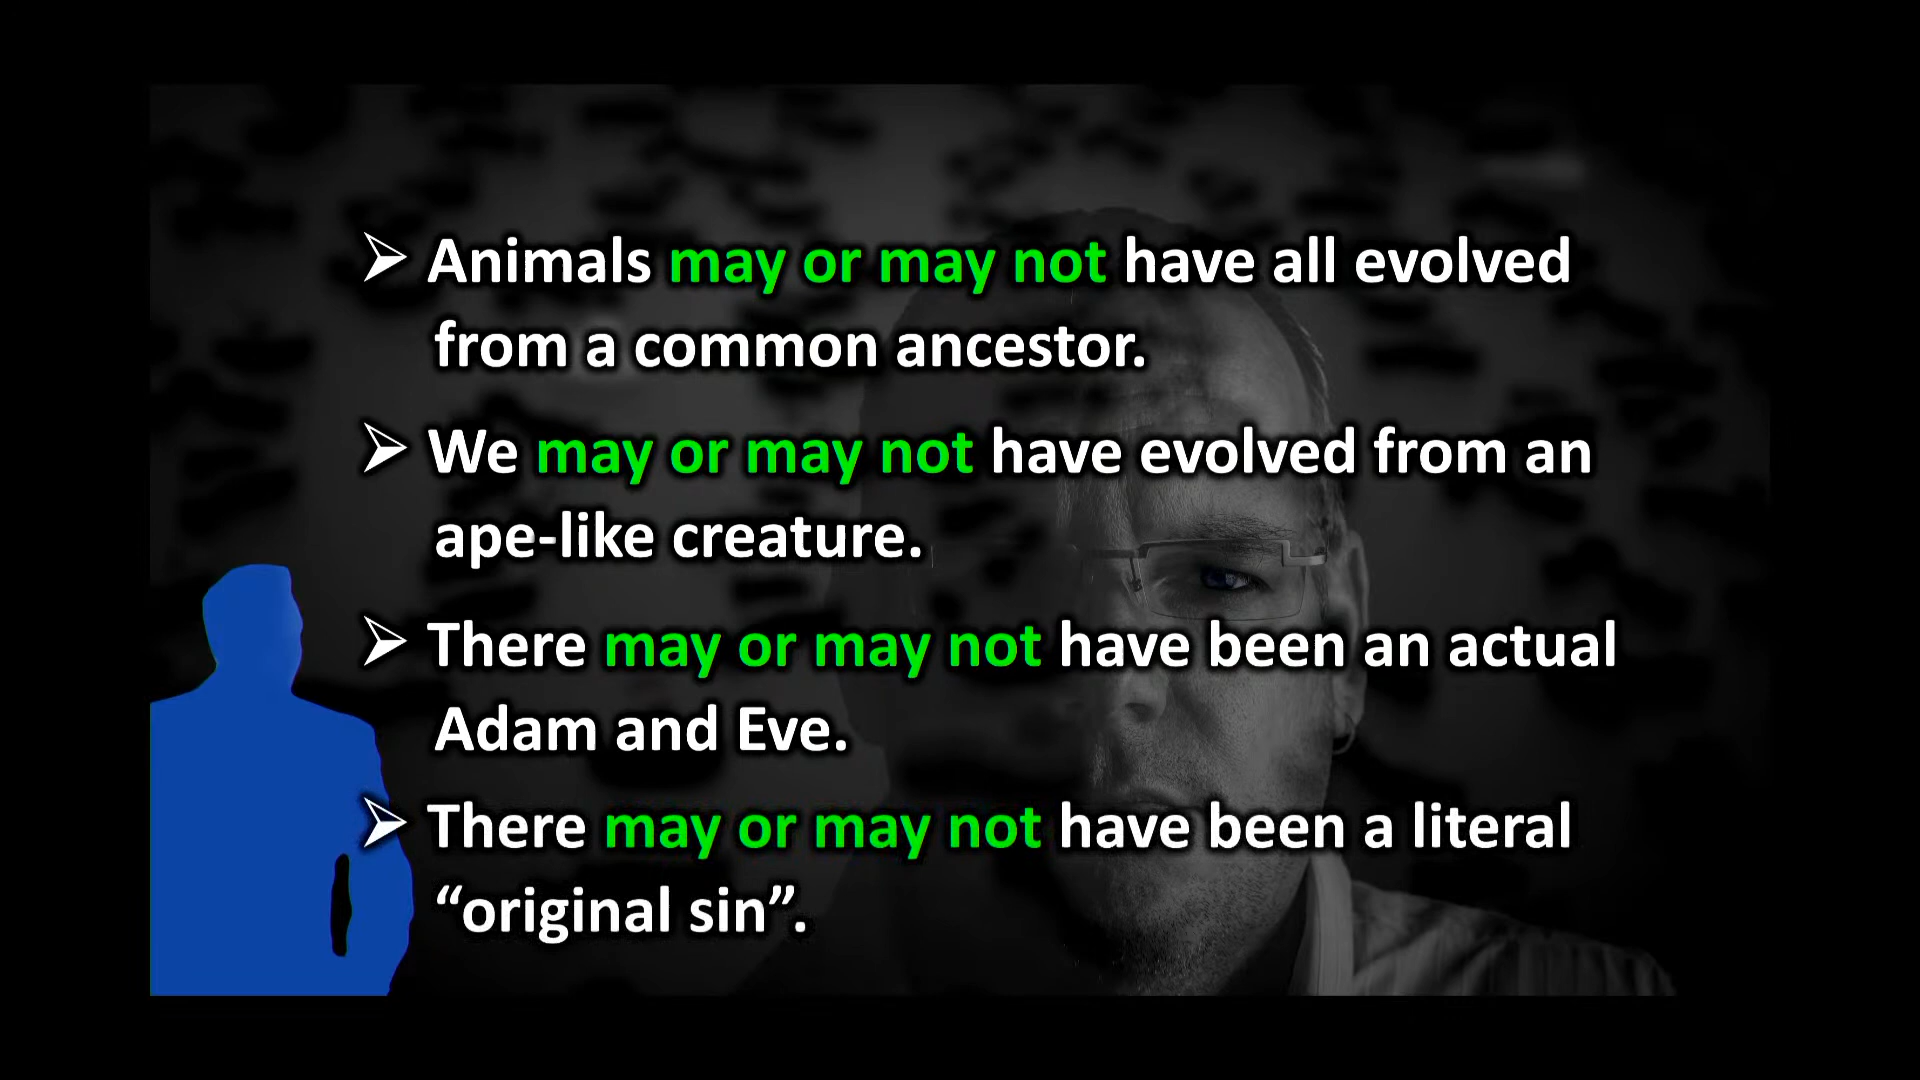 ➢ Animals may or may not have all evolved
from a common ancestor.
➢ We may or may not have evolved from an
ape-like creature.
➢ There may or may not have been an actual
Adam and Eve.
➢ There may or may not have been a literal
“original sin”.